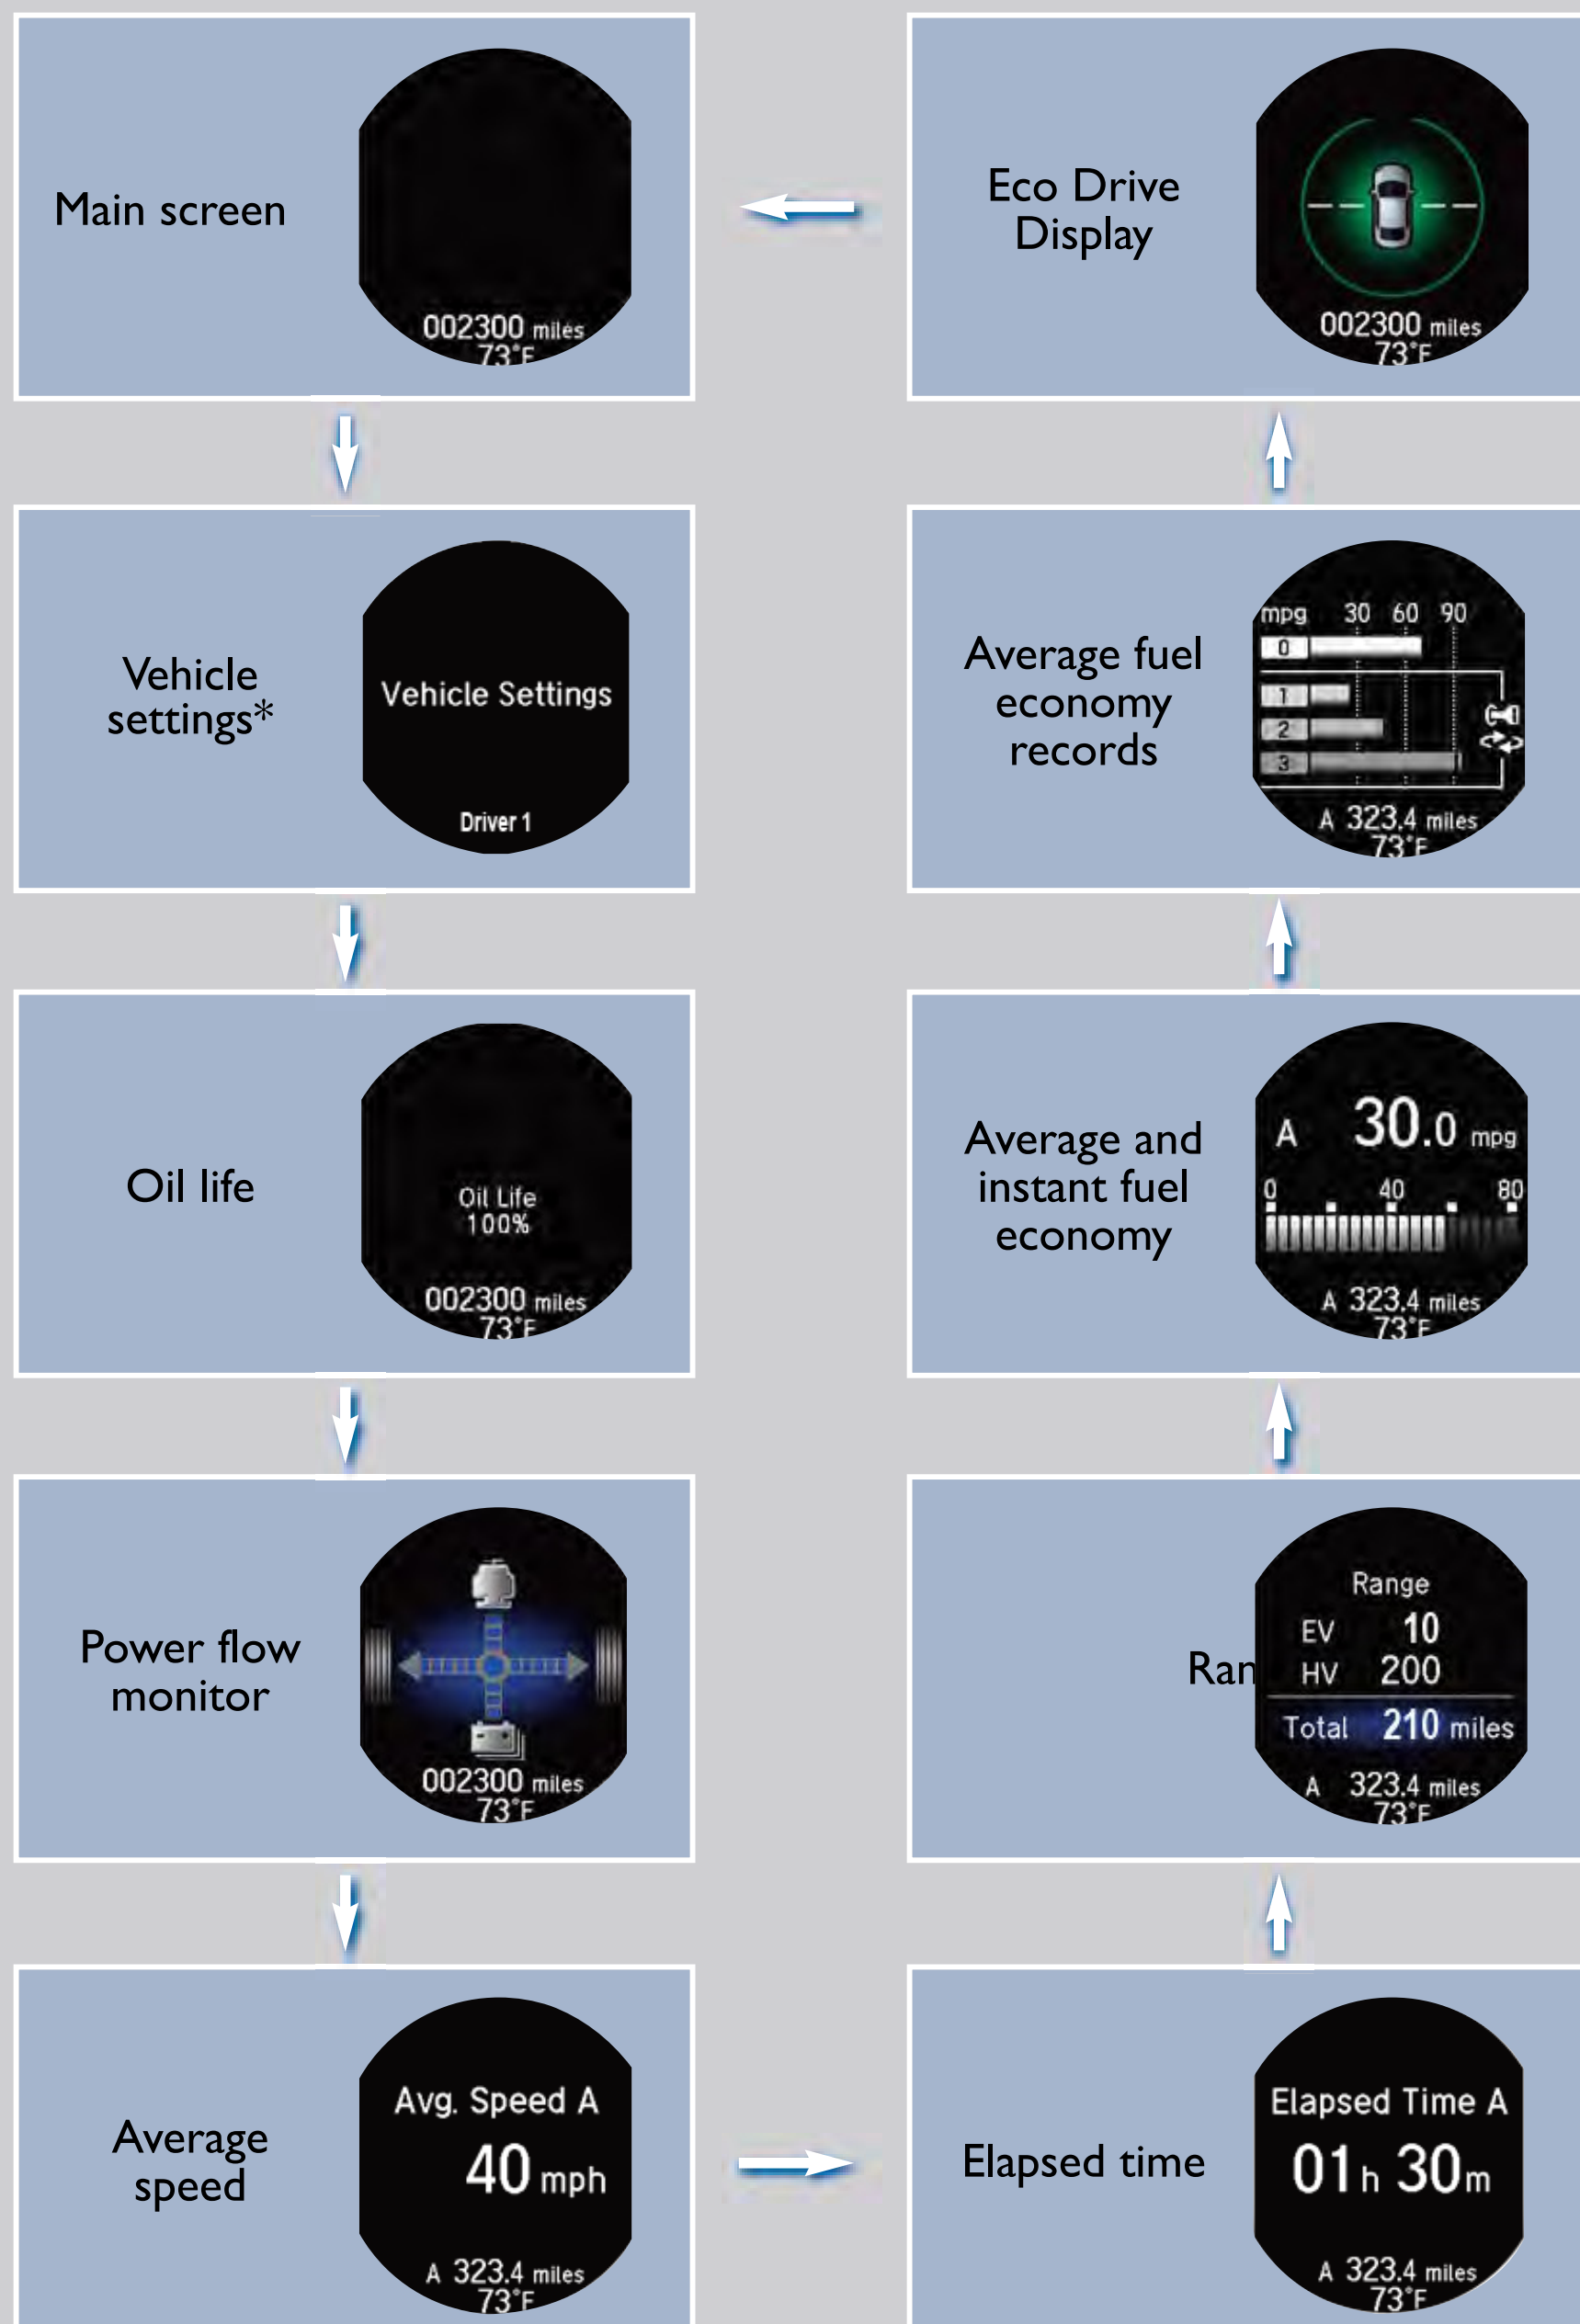 Main screen
002300 miles
73°F
Eco Drive
Display
002300 miles
73°F
Vehicle
settings*
Vehicle Settings
Driver 1
Average fuel
economy
records
mpg 30 60 90
0
1
2
3
A 323.4 miles
73°F
Oil life
Oil Life
100%
002300 miles
73°F
Average and
instant fuel
economy
A 30.0 mpg
0 40 80
A 323.4 miles
73°F
Power flow
monitor
002300 miles
73°F
Ran
Range
EV 10
HV 200
Total 210 miles
A 323.4 miles
73°F
Average
speed
Avg. Speed A
40 mph
A 323.4 miles
73°F
Elapsed time
Elapsed Time A
01 h 30 m
A 323.4 miles
73°F